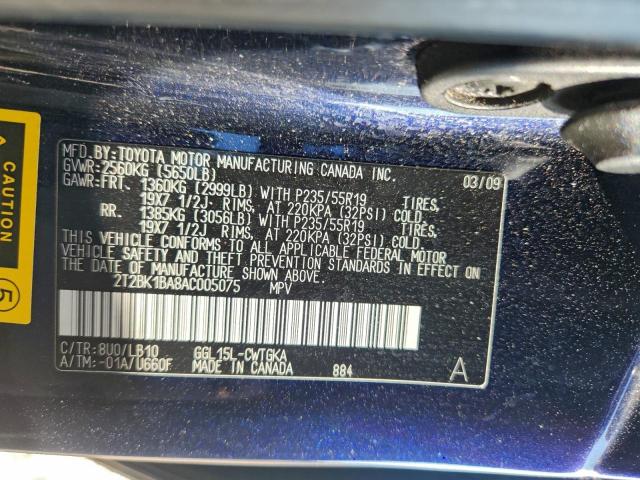 MFD. BY: TOYOTA MOTOR MANUFACTURING CANADA INC. 03/09
GVWR: 2560KG (5650LB)
GAWR: FRT. 1360KG (2999LB) WITH P235/55R19 TIRES,
19X7 1/2J RIMS, AT 220KPA (32PSI) COLD.
RR. 1385KG (3056LB) WITH P235/55R19 TIRES,
19X7 1/2J RIMS, AT 220KPA (32PSI) COLD.
THIS VEHICLE CONFORMS TO ALL APPLICABLE FEDERAL MOTOR
VEHICLE SAFETY AND THEFT PREVENTION STANDARDS IN EFFECT ON
THE DATE OF MANUFACTURE SHOWN ABOVE.
2T2BK1BA8AC005075 MPV
C/TR: 8U0/LB10 GGL15L-CWTGKA
A/TM: -01A/U660F MADE IN CANADA 884 A
CAUTION
5